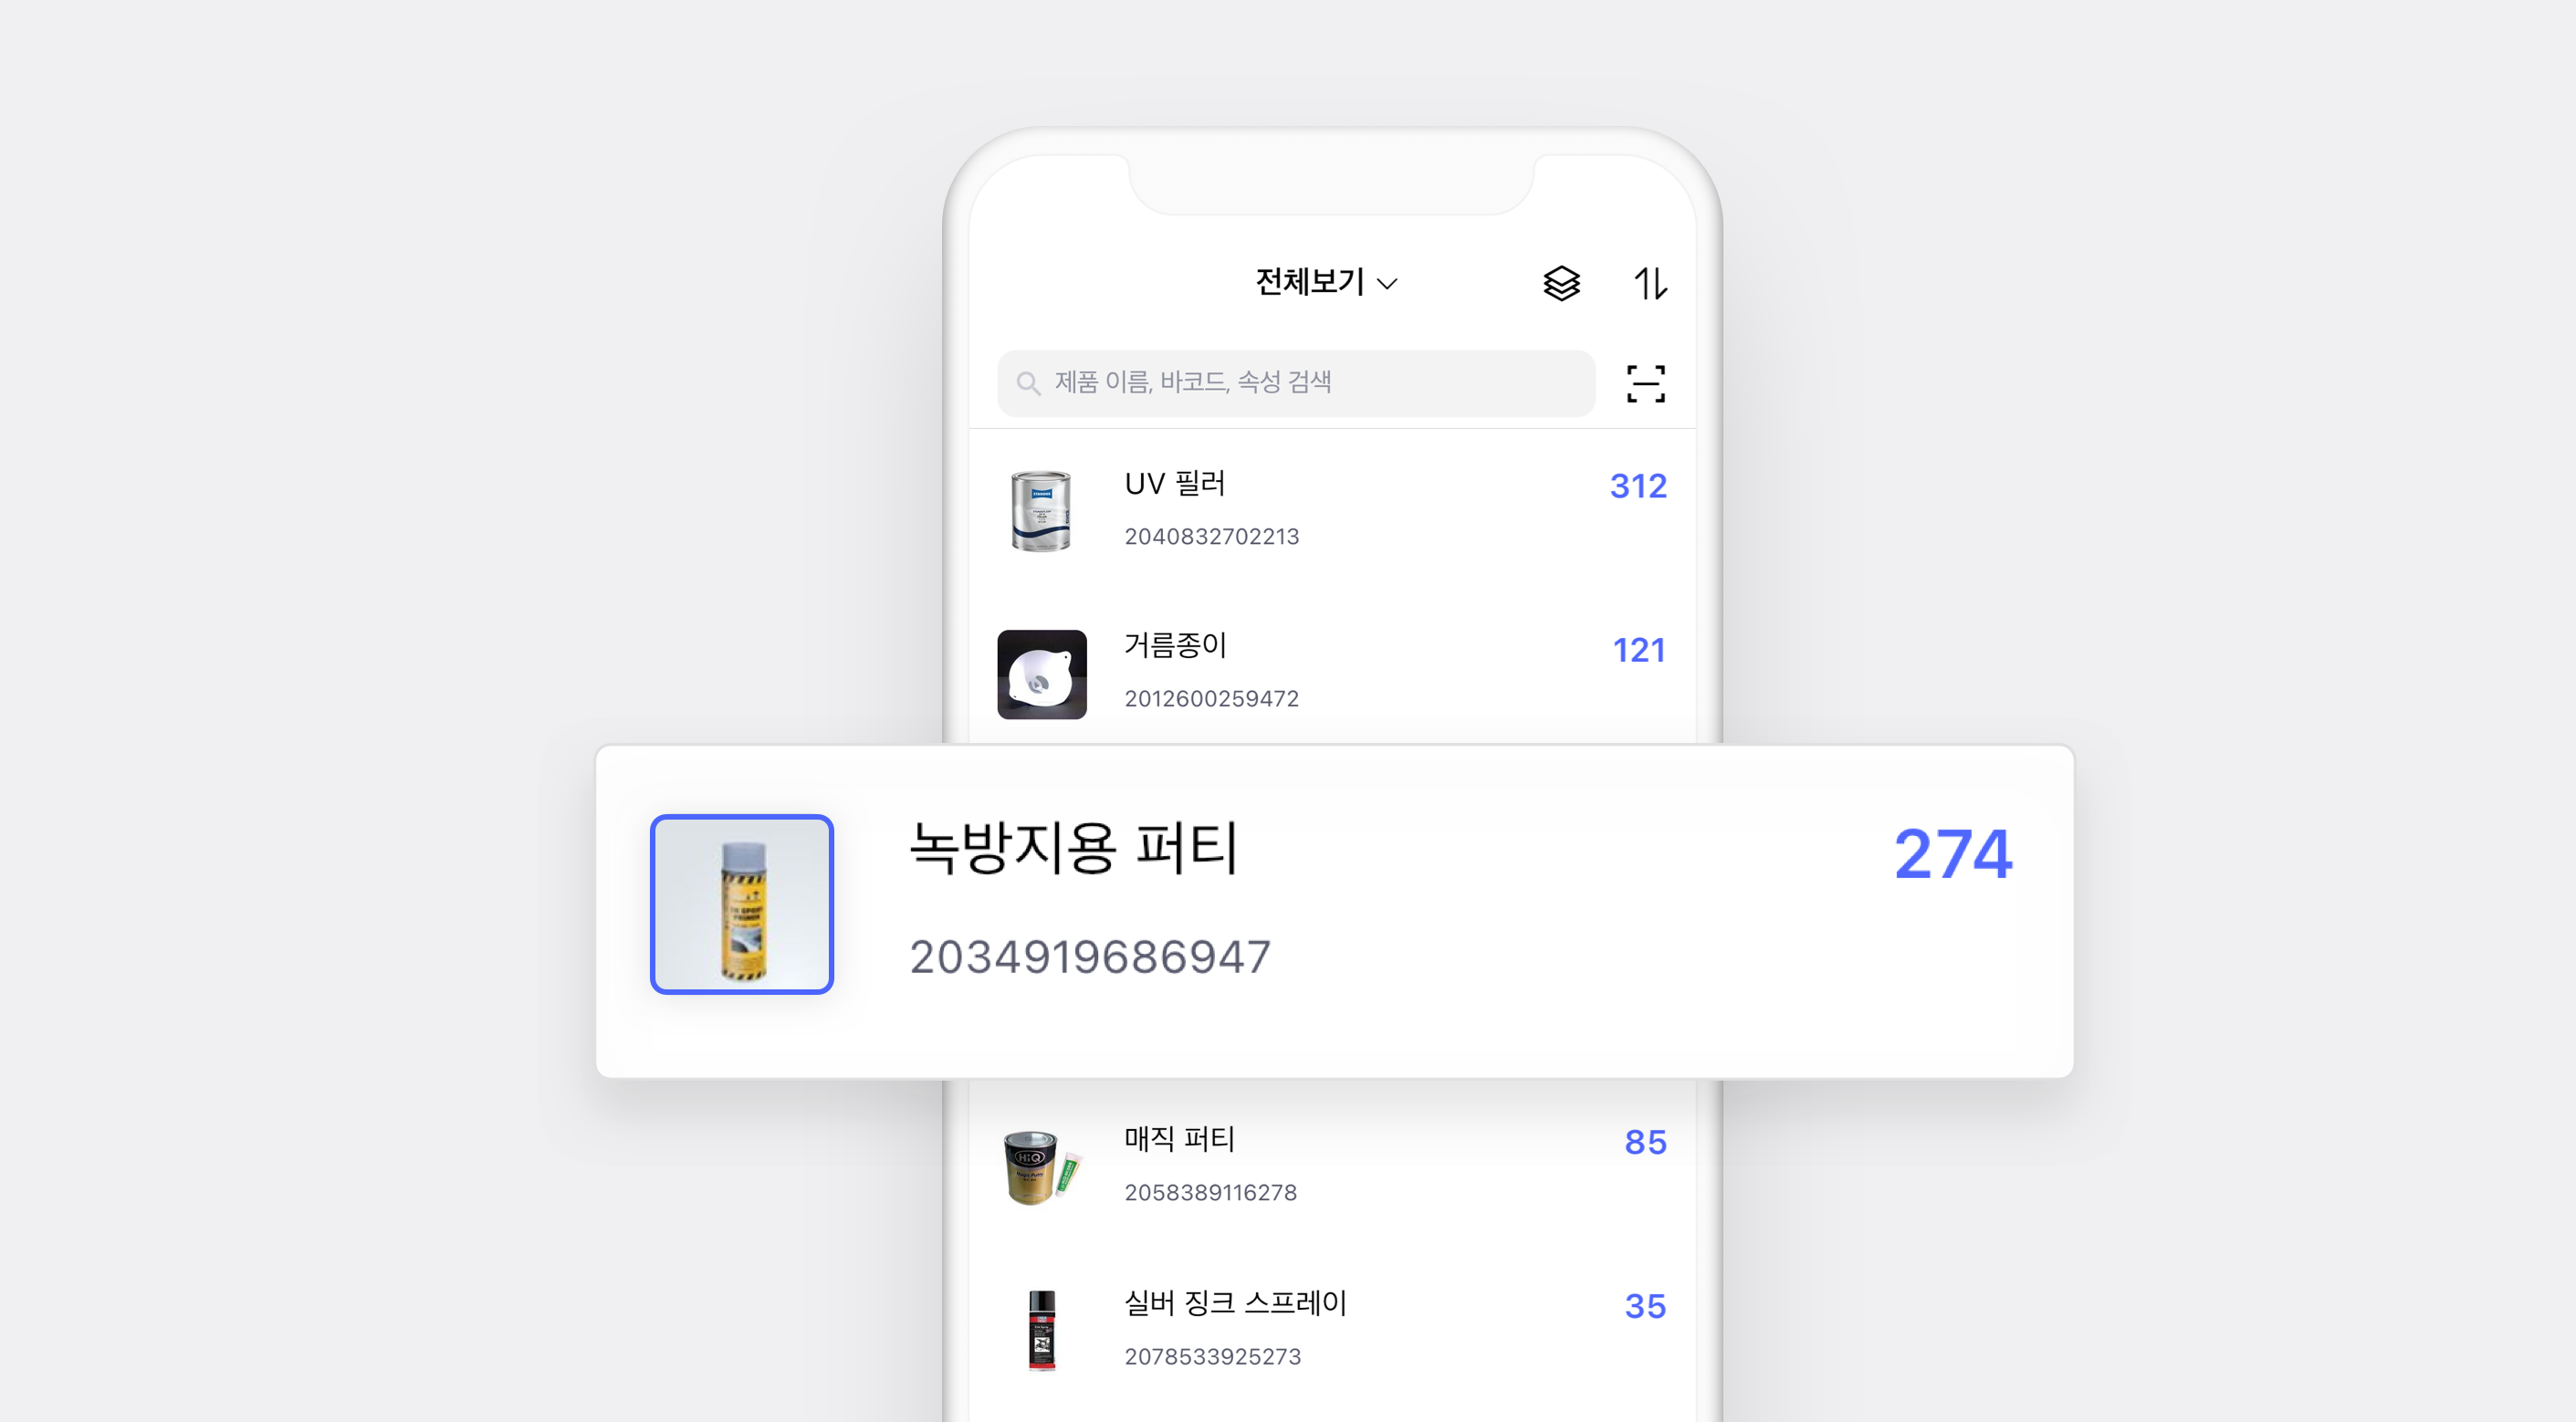 전체보기
제품 이름, 바코드, 속성 검색
UV 필러
312
2040832702213
거름종이
121
2012600259472
녹방지용 퍼티
274
2034919686947
HiQ
매직 퍼티
85
2058389116278
실버 징크 스프레이
35
2078533925273